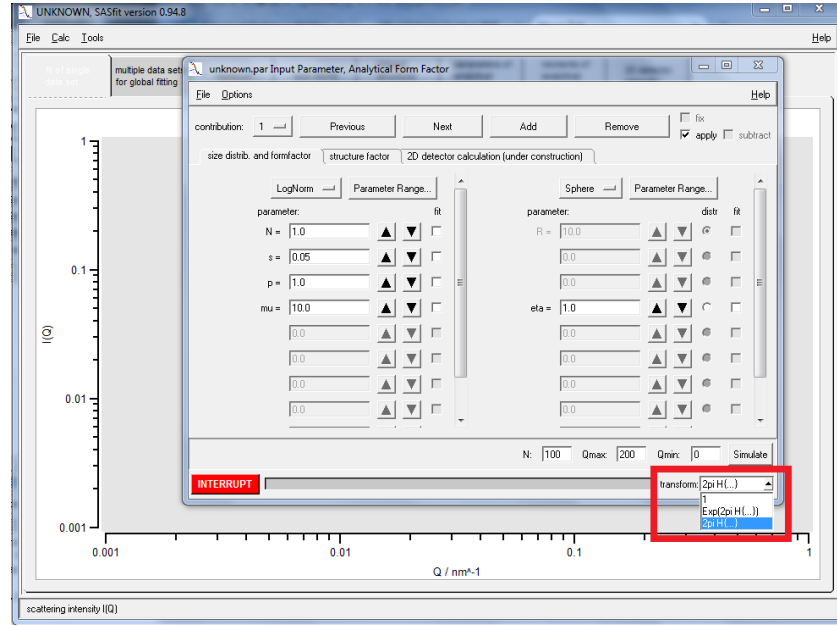 UNKNOWN, SASfit version 0.94.8
File Calc Tools Help
multiple data sets
for global fitting
unknown.par Input Parameter, Analytical Form Factor
File Options Help
contribution: 1 Previous Next Add Remove
fix
apply subtract
size distrib. and formfactor structure factor 2D detector calculation (under construction)
LogNorm Parameter Range... Sphere Parameter Range...
parameter: fit parameter: distr fit
N = 1.0 R = 10.0
s = 0.05 0.0
p = 1.0 0.0
mu = 10.0 eta = 1.0
0.0 0.0
0.0 0.0
0.0 0.0
0.0 0.0
N: 100 Qmax: 200 Qmin: 0 Simulate
INTERRUPT transform: 2pi H(...)
1
Exp(2pi H(...))
2pi H(...)
1
0.1
0.01
0.001
I(Q)
0.001 0.01 0.1 1
Q / nm^-1
scattering intensity I(Q)